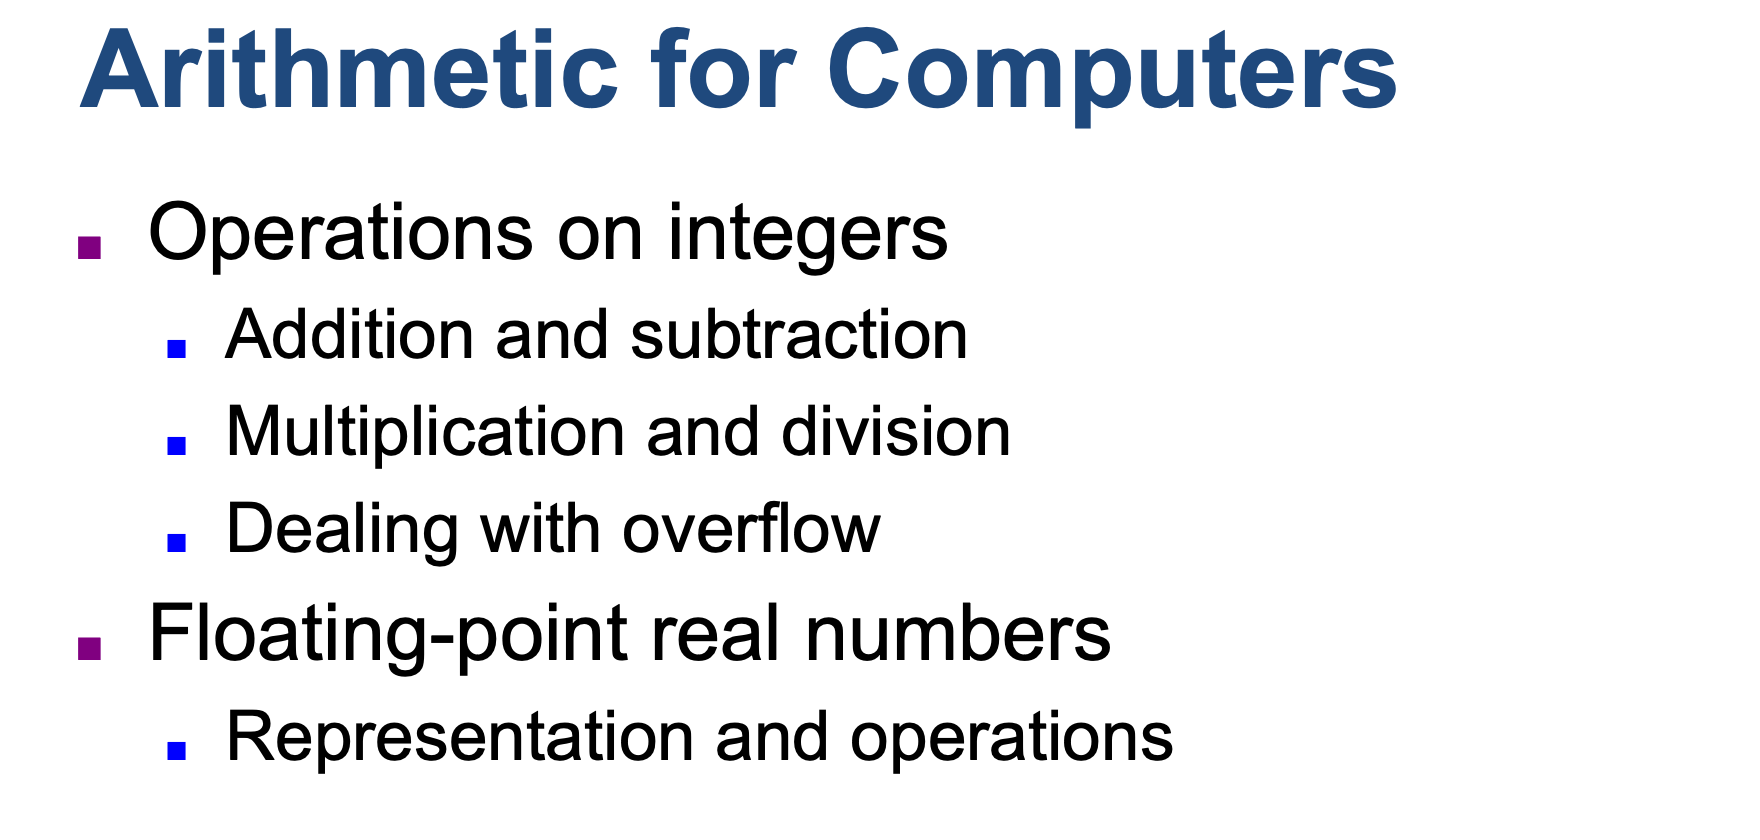 Arithmetic for Computers
Operations on integers
Addition and subtraction
Multiplication and division
Dealing with overflow
Floating-point real numbers
Representation and operations